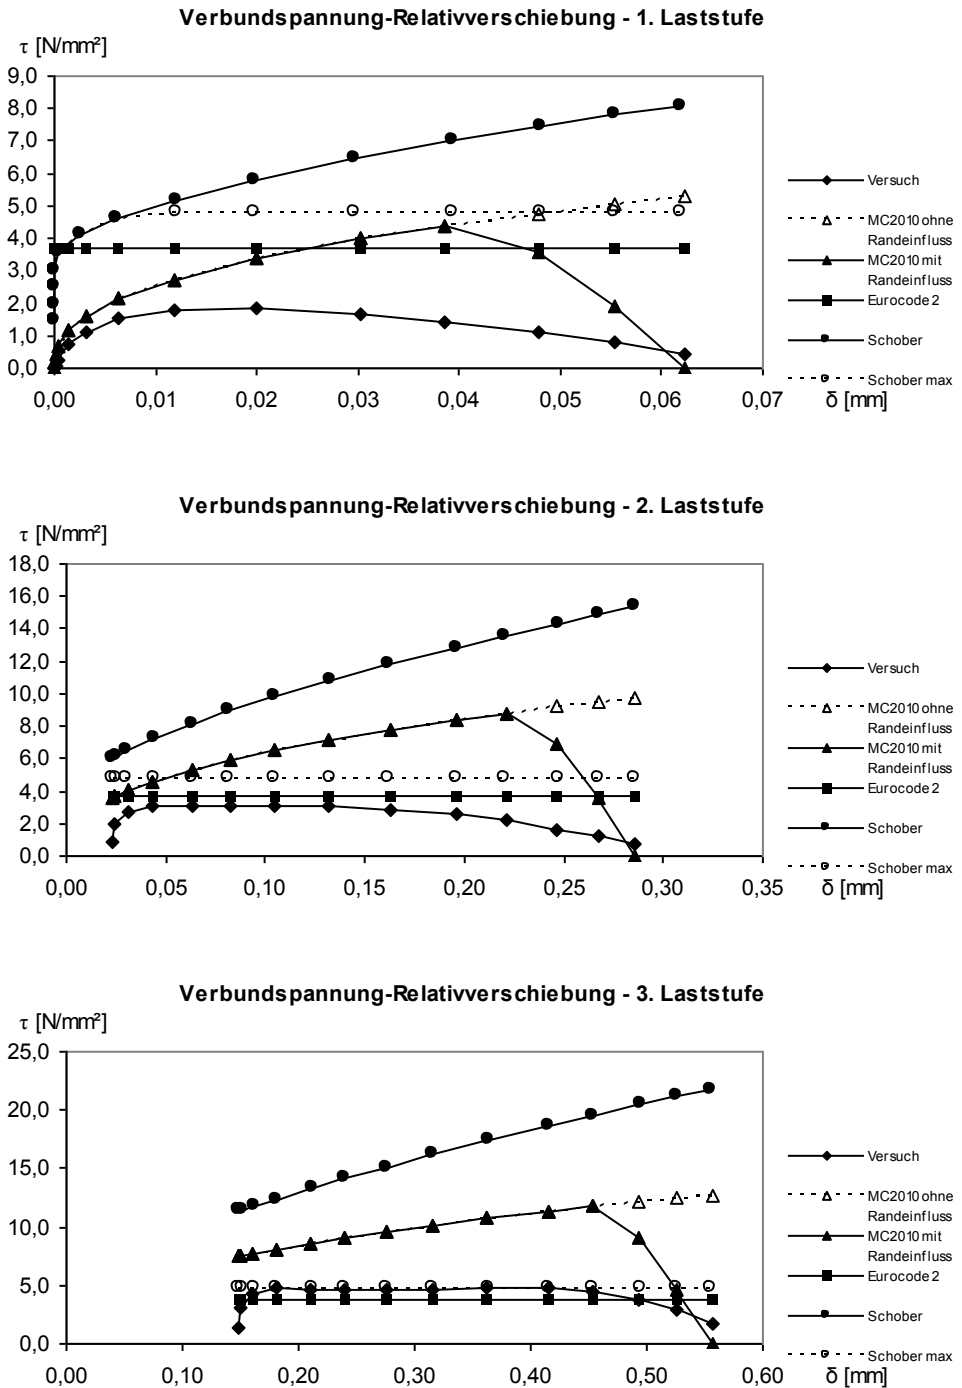 Verbundspannung-Relativverschiebung - 1. Laststufe
τ [N/mm²]
9,0
8,0
7,0
6,0
5,0
4,0
3,0
2,0
1,0
0,0
0,00 0,01 0,02 0,03 0,04 0,05 0,06 0,07
δ [mm]
Versuch
MC2010 ohne
Randeinfluss
MC2010 mit
Randeinfluss
Eurocode 2
Schober
Schober max
Verbundspannung-Relativverschiebung - 2. Laststufe
τ [N/mm²]
18,0
16,0
14,0
12,0
10,0
8,0
6,0
4,0
2,0
0,0
0,00 0,05 0,10 0,15 0,20 0,25 0,30 0,35
δ [mm]
Versuch
MC2010 ohne
Randeinfluss
MC2010 mit
Randeinfluss
Eurocode 2
Schober
Schober max
Verbundspannung-Relativverschiebung - 3. Laststufe
τ [N/mm²]
25,0
20,0
15,0
10,0
5,0
0,0
0,00 0,10 0,20 0,30 0,40 0,50 0,60
δ [mm]
Versuch
MC2010 ohne
Randeinfluss
MC2010 mit
Randeinfluss
Eurocode 2
Schober
Schober max